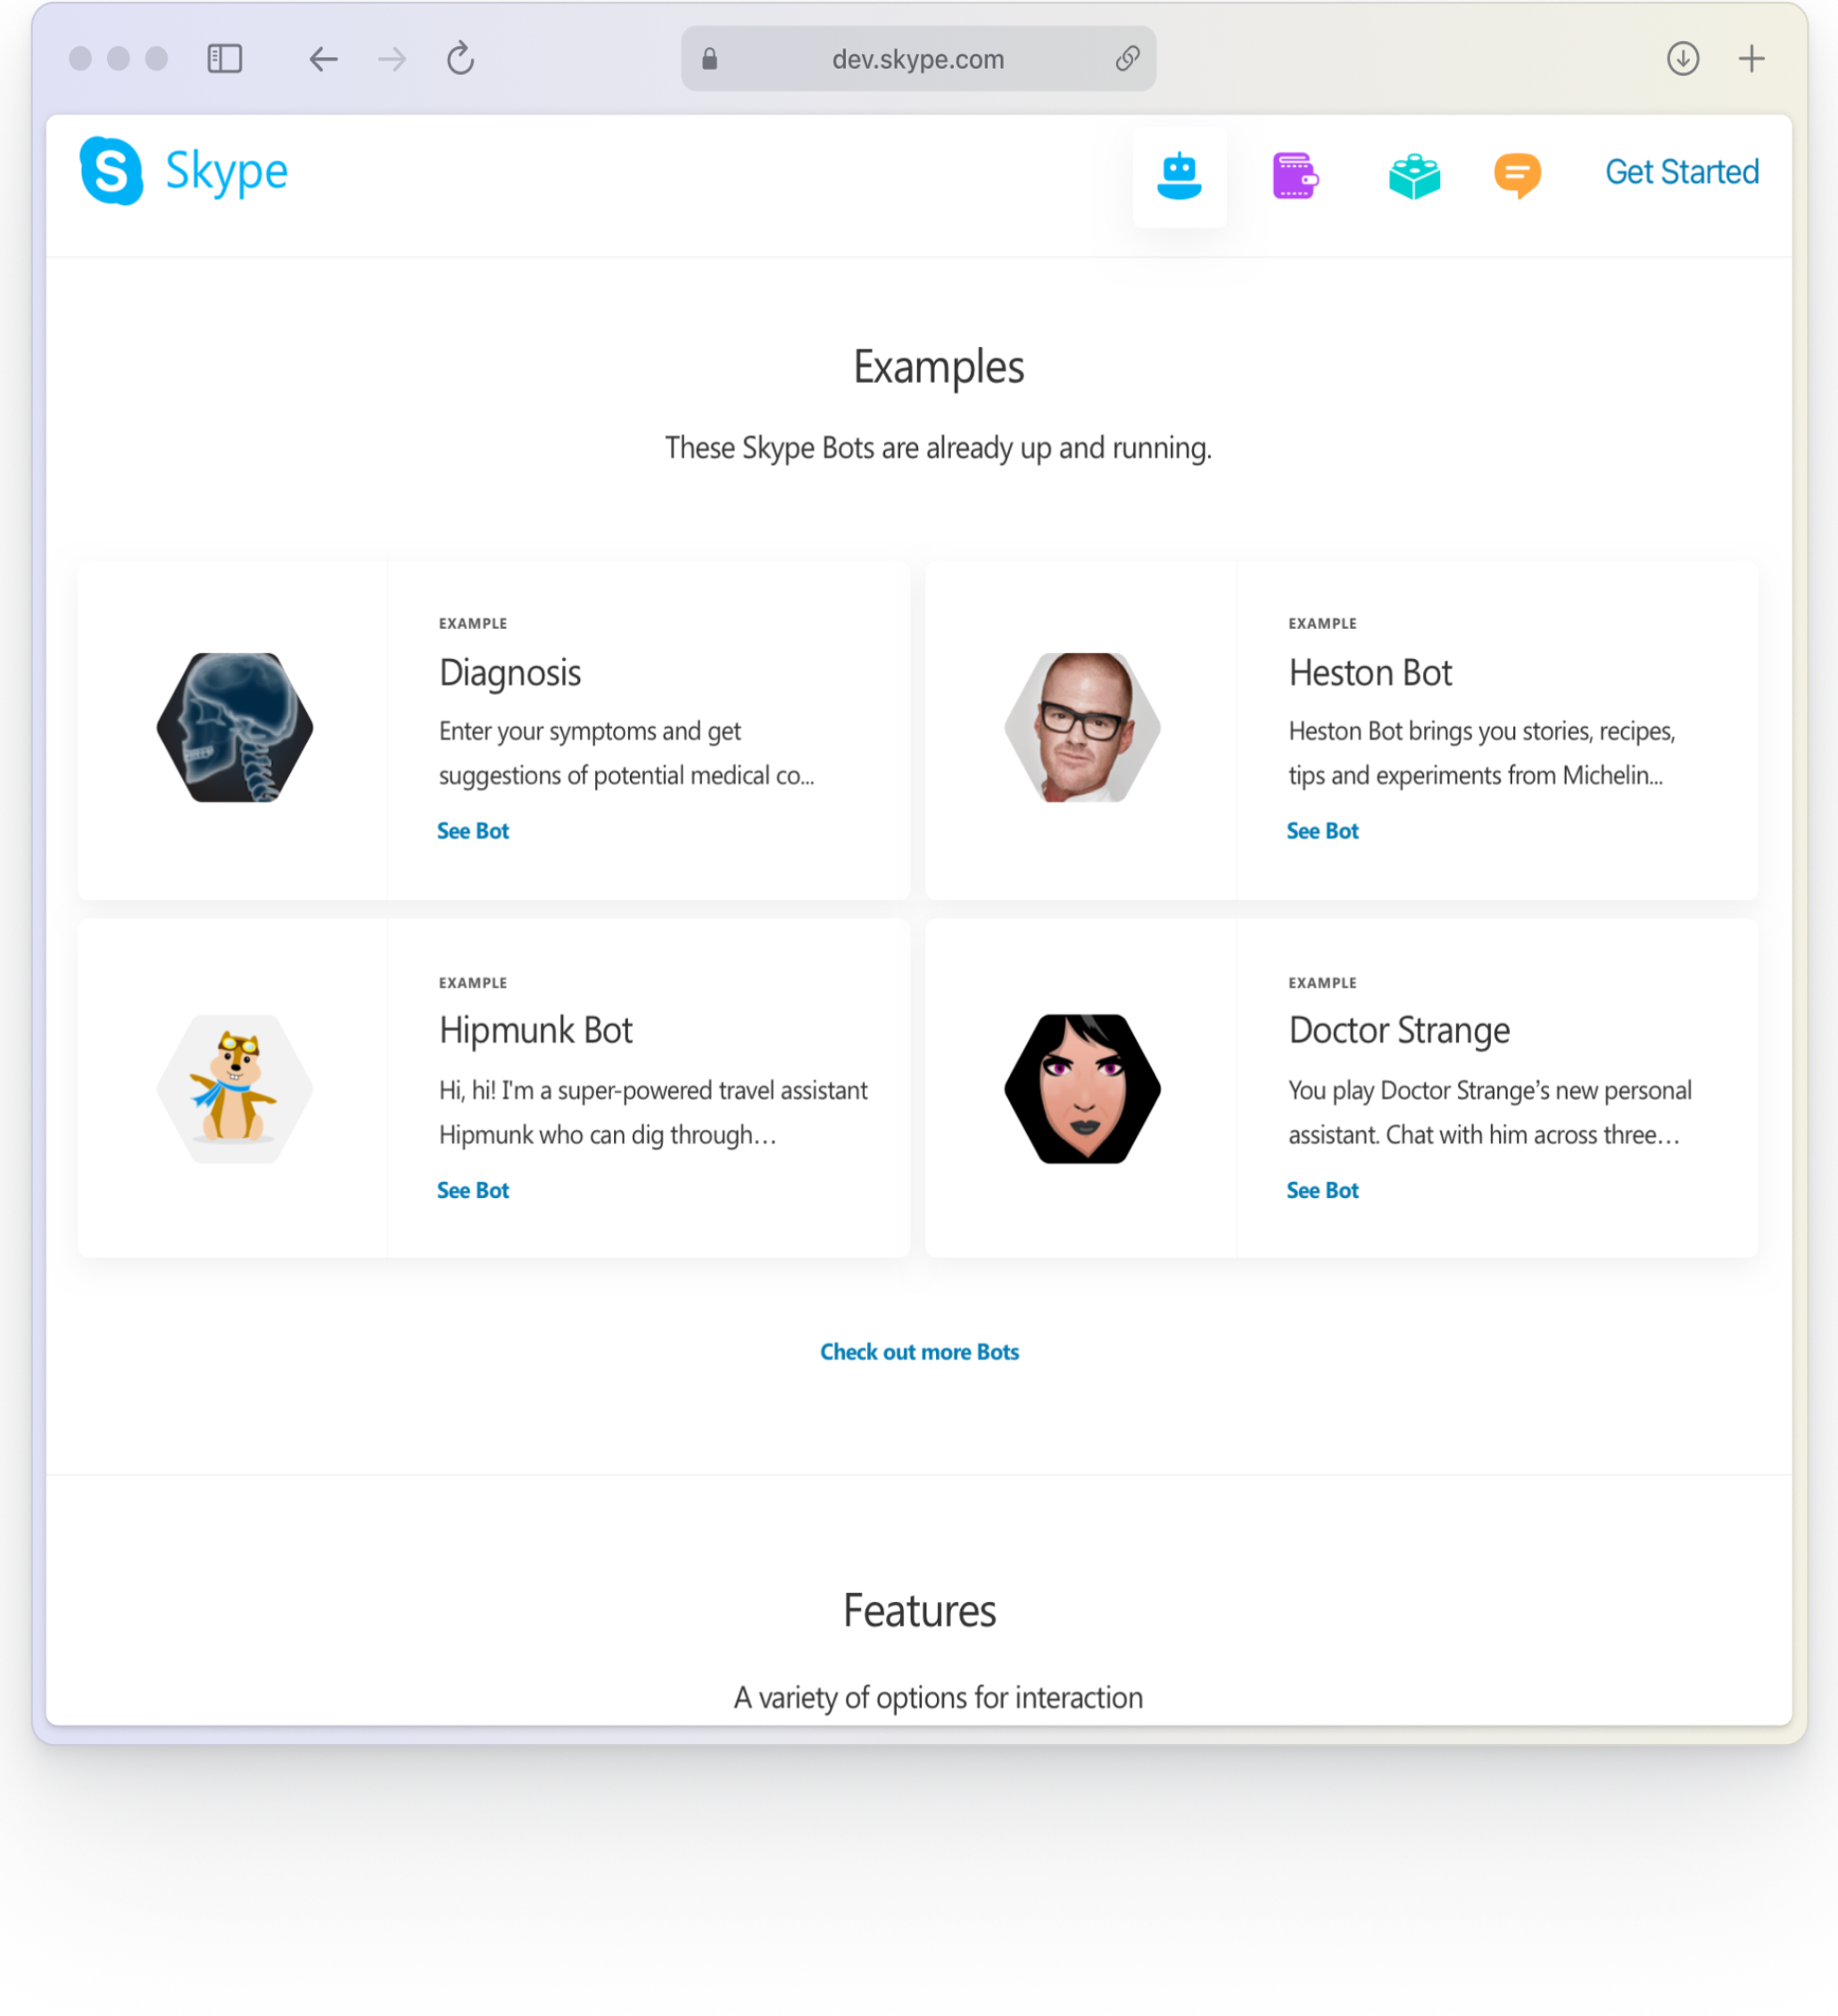 dev.skype.com
Skype
Get Started
Examples
These Skype Bots are already up and running.
EXAMPLE
Diagnosis
Enter your symptoms and get
suggestions of potential medical co...
See Bot
EXAMPLE
Heston Bot
Heston Bot brings you stories, recipes,
tips and experiments from Michelin...
See Bot
EXAMPLE
Hipmunk Bot
Hi, hi! I'm a super-powered travel assistant
Hipmunk who can dig through…
See Bot
EXAMPLE
Doctor Strange
You play Doctor Strange’s new personal
assistant. Chat with him across three…
See Bot
Check out more Bots
Features
A variety of options for interaction